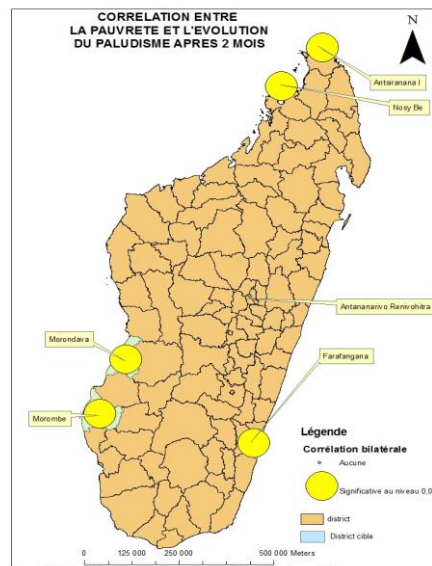 CORRELATION ENTRE
LA PAUVRETE ET L'EVOLUTION
DU PALUDISME APRES 2 MOIS
N
Antsiranana I
Nosy Be
Antananarivo Renivohitra
Morondava
Farafangana
Morombe
Légende
Corrélation bilatérale
Aucune
Significative au niveau 0,0
district
District cible
0 125 000 250 000 500 000 Meters